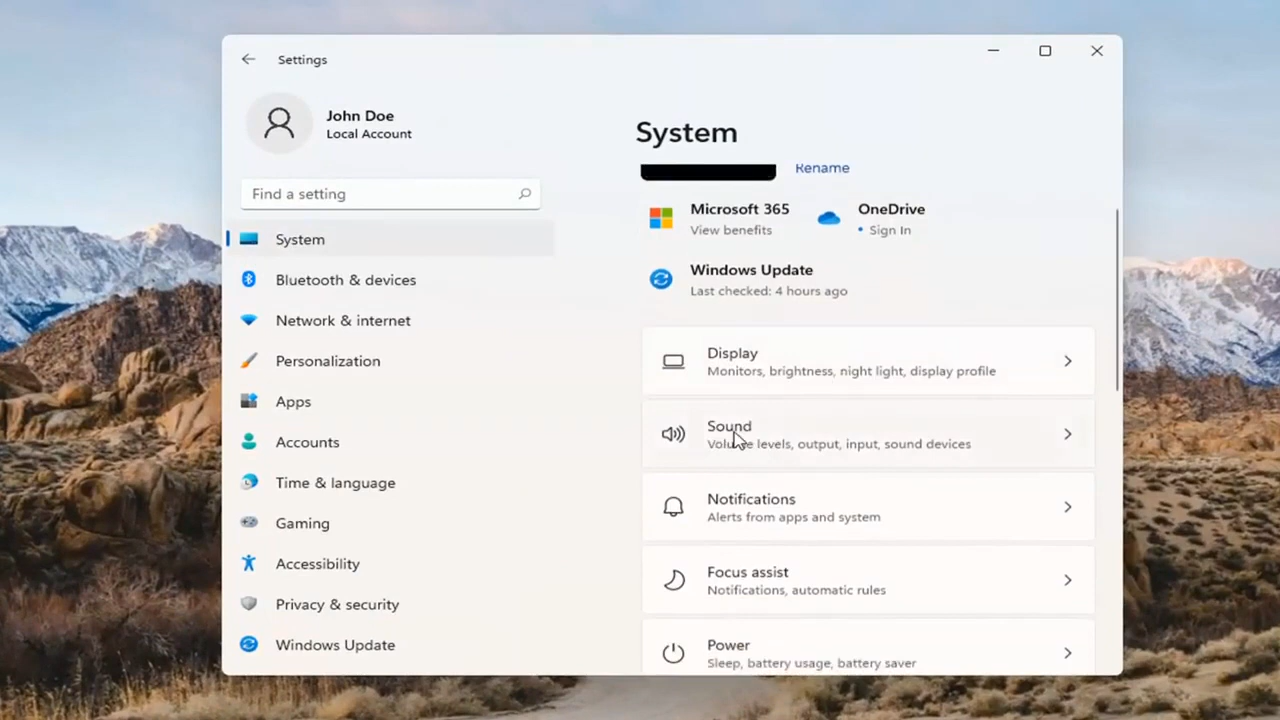 Settings
John Doe
Local Account
Find a setting
System
Bluetooth & devices
Network & internet
Personalization
Apps
Accounts
Time & language
Gaming
Accessibility
Privacy & security
Windows Update
System
Rename
Microsoft 365
View benefits
OneDrive
• Sign In
Windows Update
Last checked: 4 hours ago
Display
Monitors, brightness, night light, display profile
Sound
Volume levels, output, input, sound devices
Notifications
Alerts from apps and system
Focus assist
Notifications, automatic rules
Power
Sleep, battery usage, battery saver